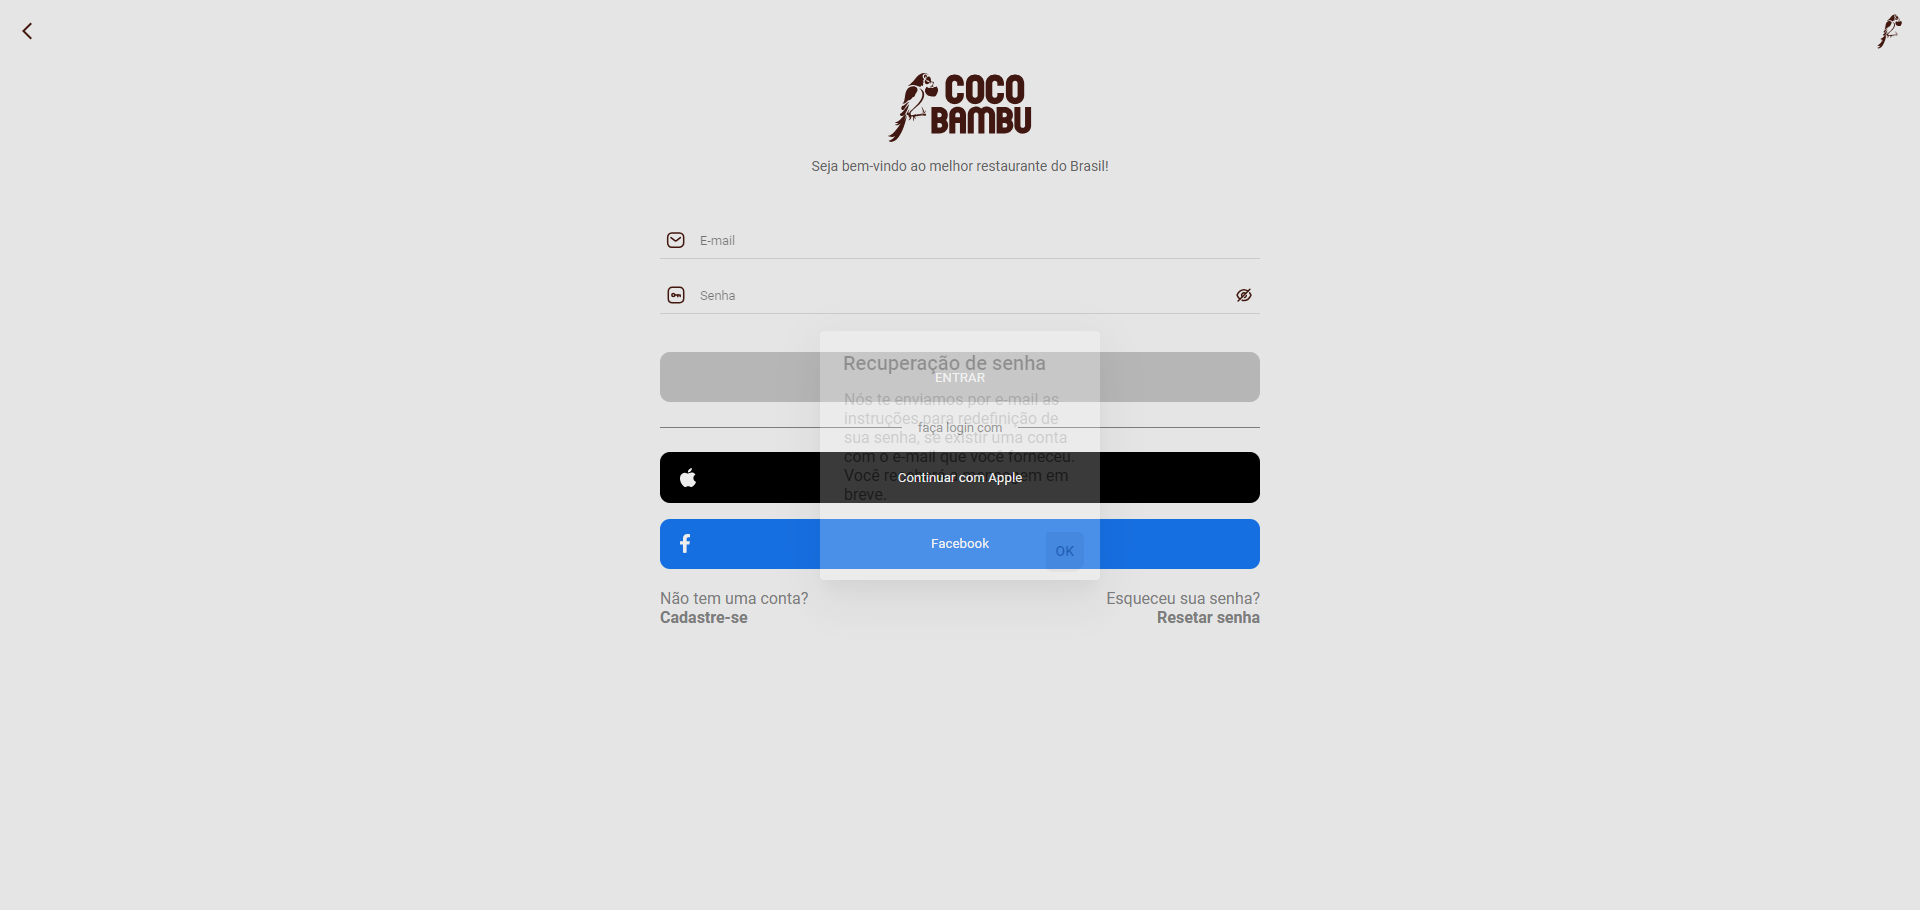 COCO
BAMBU
Seja bem-vindo ao melhor restaurante do Brasil!
E-mail
Senha
Recuperação de senha
ENTRAR
Nós te enviamos por e-mail as
instruções para redefinição de
faça login com
sua senha, se existir uma conta
com o e-mail que você forneceu.
Você receberá a mensagem em
Continuar com Apple
breve.
Facebook
OK
Não tem uma conta?
Cadastre-se
Esqueceu sua senha?
Resetar senha